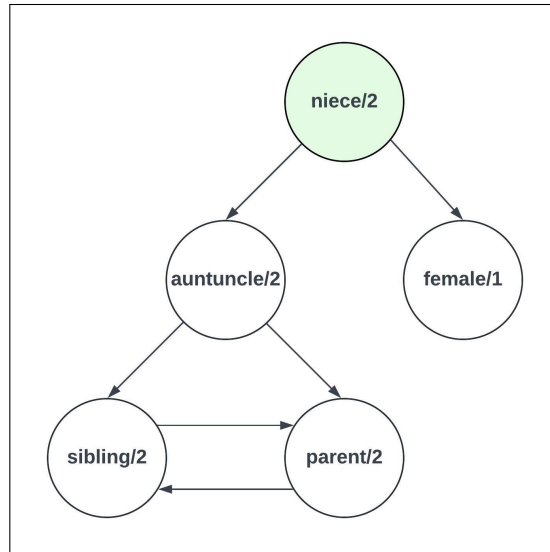 niece/2
auntuncle/2
female/1
sibling/2
parent/2